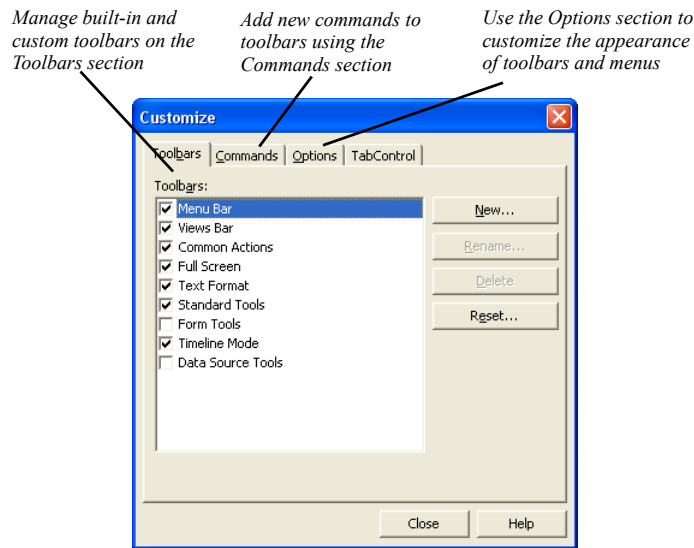 Manage built-in and
custom toolbars on the
Toolbars section
Add new commands to
toolbars using the
Commands section
Use the Options section to
customize the appearance
of toolbars and menus
Customize
Toolbars
Commands
Options
TabControl
Toolbars:
Menu Bar
Views Bar
Common Actions
Full Screen
Text Format
Standard Tools
Form Tools
Timeline Mode
Data Source Tools
New...
Rename...
Delete
Reset...
Close
Help